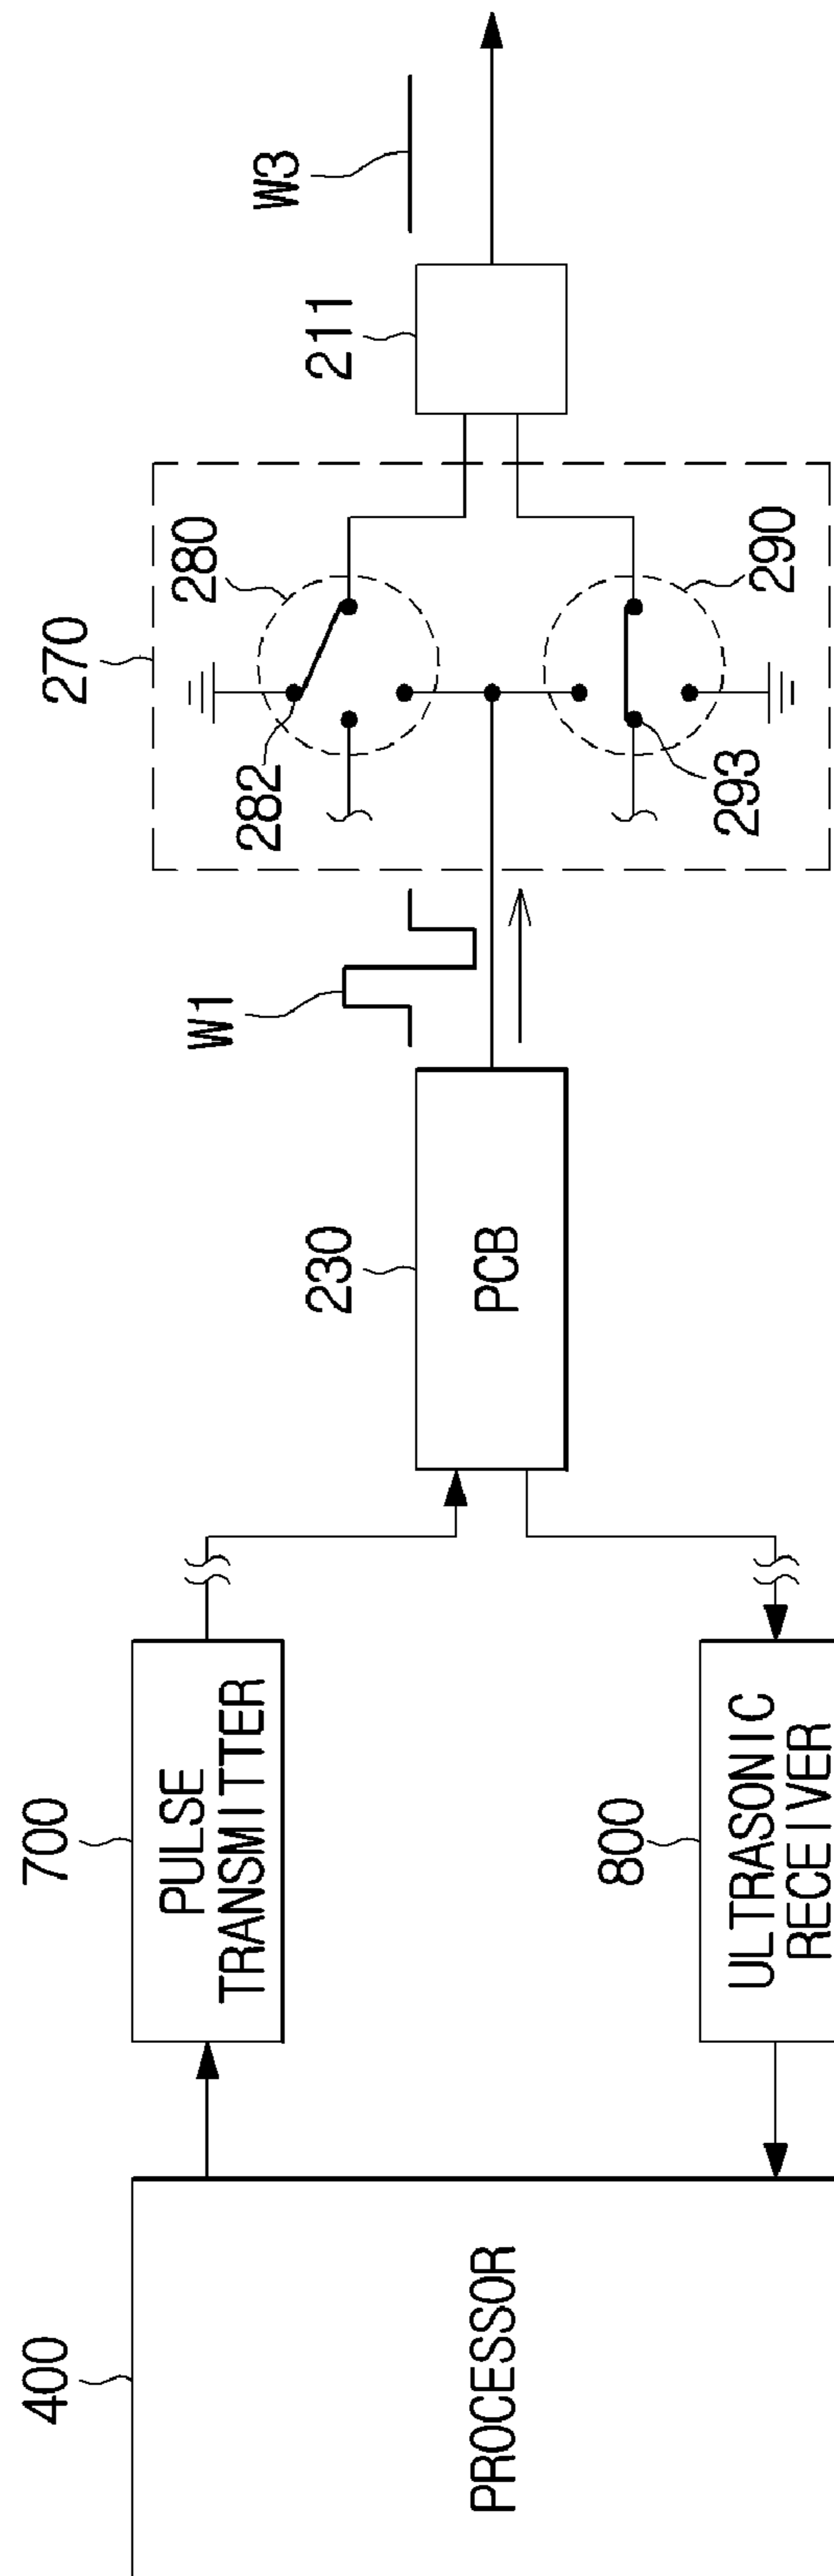 400
PROCESSOR
700
PULSE
TRANSMITTER
800
ULTRASONIC
RECEIVER
230
PCB
W1
270
280
282
290
293
211
W3